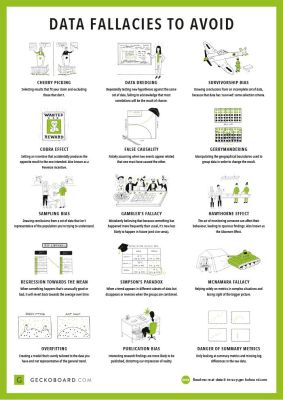 DATA FALLACIES TO AVOID
CHERRY PICKING
Selecting results that fit your claim and excluding
those that don't.
DATA DREDGING
Repeatedly testing new hypotheses against the same
set of data, failing to acknowledge that most
correlations will be the result of chance.
SURVIVORSHIP BIAS
Drawing conclusions from an incomplete set of data,
because that data has 'survived' some selection criteria.
WANTED
REWARD
COBRA EFFECT
Setting an incentive that accidentally produces the
opposite result to the one intended. Also known as a
Perverse Incentive.
FALSE CAUSALITY
Falsely assuming when two events appear related
that one must have caused the other.
GERRYMANDERING
Manipulating the geographical boundaries used to
group data in order to change the result.
SAMPLING BIAS
Drawing conclusions from a set of data that isn't
representative of the population you're trying to understand.
GAMBLER'S FALLACY
Mistakenly believing that because something has
happened more frequently than usual, it's now less
likely to happen in future (and vice versa).
HAWTHORNE EFFECT
The act of monitoring someone can affect their
behaviour, leading to spurious findings. Also known as
the Observer Effect.
REGRESSION TOWARDS THE MEAN
When something happens that's unusually good or
bad, it will revert back towards the average over time
SIMPSON'S PARADOX
When a trend appears in different subsets of data but
disappears or reverses when the groups are combined.
MCNAMARA FALLACY
Relying solely on metrics in complex situations and
losing sight of the bigger picture.
OVERFITTING
OVERFITTING
Creating a model that's overly tailored to the data you
have and not representative of the general trend.
PUBLICATION BIAS
Interesting research findings are more likely to be
published, distorting our impression of reality.
DANGER OF SUMMARY METRICS
Only looking at summary metrics and missing big
differences in the raw data.
G GECKOBOARD.COM